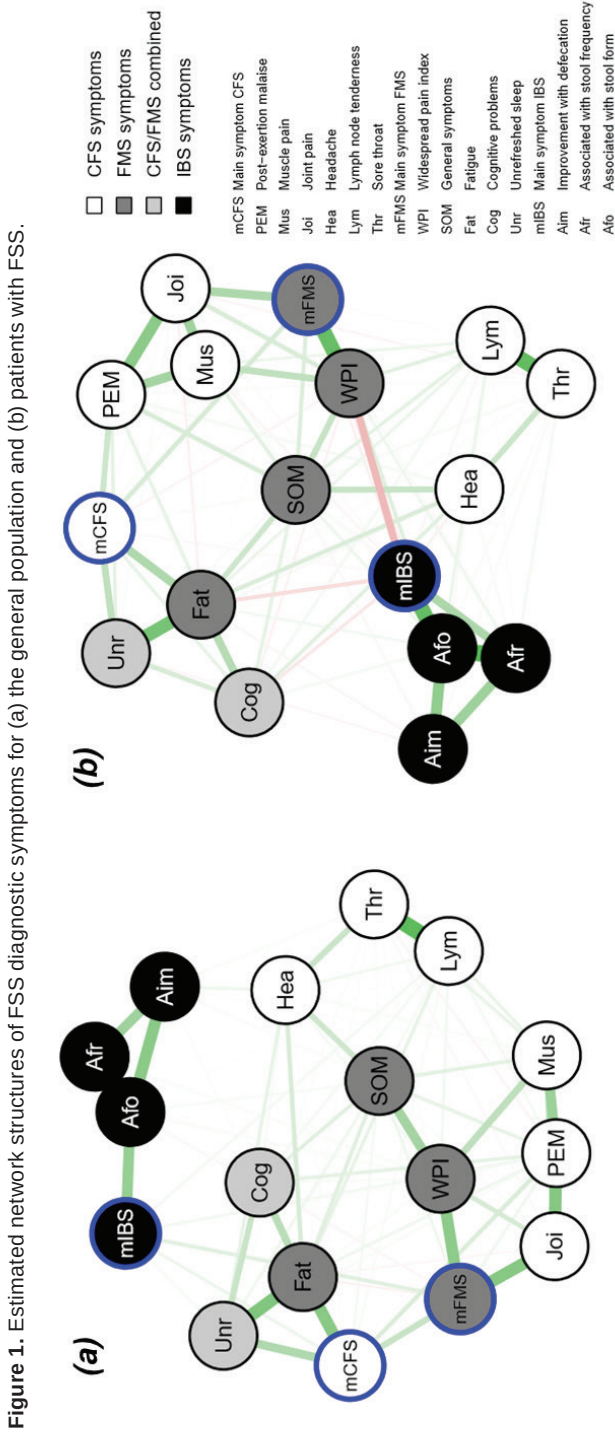 Figure 1. Estimated network structures of FSS diagnostic symptoms for (a) the general population and (b) patients with FSS.
(a)
mIBS
Afo
Afr
Aim
Unr
Cog
Hea
Thr
Fat
SOM
Lym
mCFS
WPI
mFMS
Mus
PEM
Joi
(b)
Unr
mCFS
PEM
Joi
Fat
Mus
Cog
SOM
mFMS
WPI
mIBS
Aim
Afo
Afr
Hea
Lym
Thr
CFS symptoms
FMS symptoms
CFS/FMS combined
IBS symptoms
mCFS Main symptom CFS
PEM Post−exertion malaise
Mus Muscle pain
Joi Joint pain
Hea Headache
Lym Lymph node tenderness
Thr Sore throat
mFMS Main symptom FMS
WPI Widespread pain index
SOM General symptoms
Fat Fatigue
Cog Cognitive problems
Unr Unrefreshed sleep
mIBS Main symptom IBS
Aim Improvement with defecation
Afr Associated with stool frequency
Afo Associated with stool form